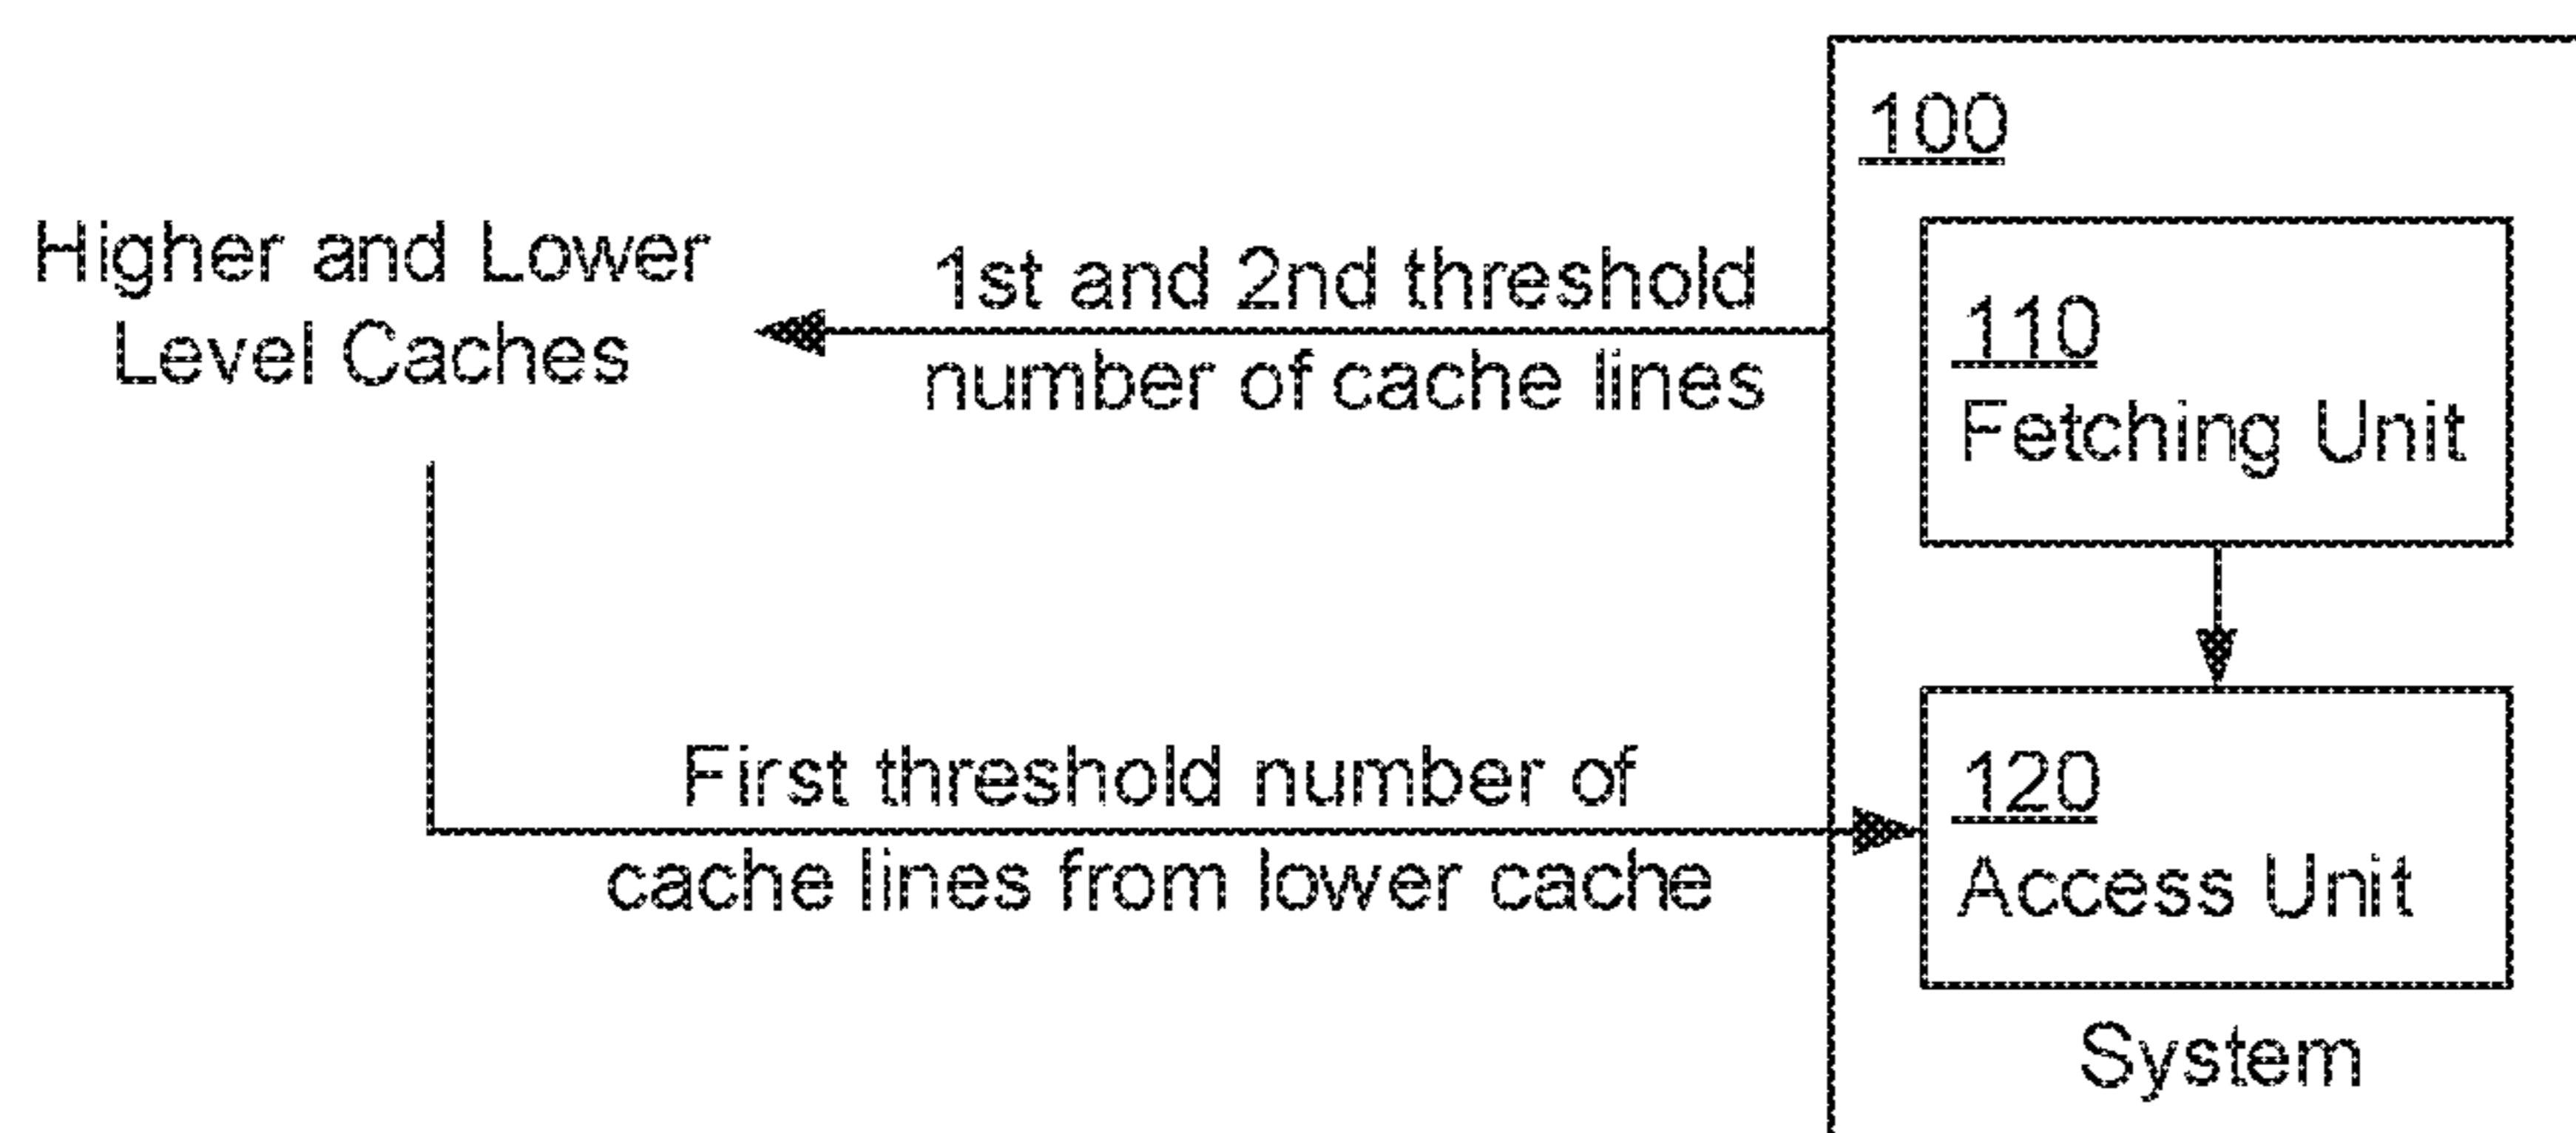 100
Higher and Lower
Level Caches
1st and 2nd threshold
number of cache lines
110
Fetching Unit
First threshold number of
cache lines from lower cache
120
Access Unit
System